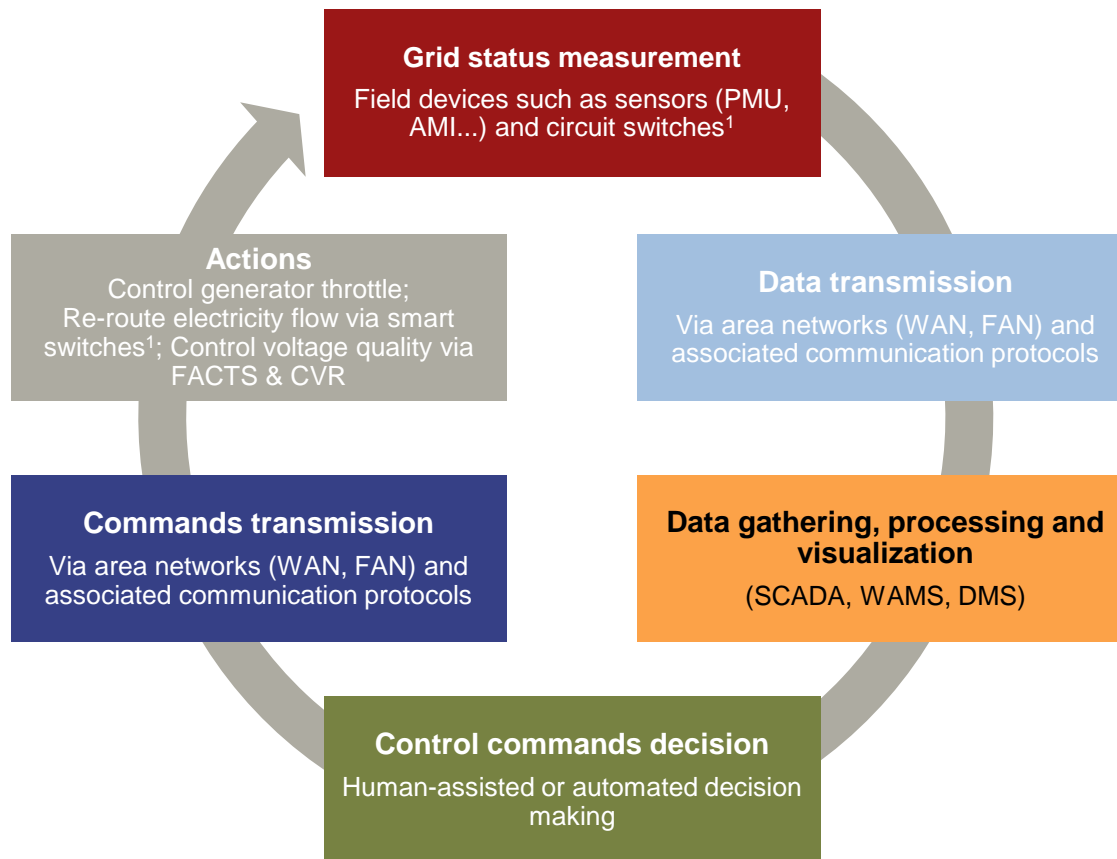 Grid status measurement
Field devices such as sensors (PMU,
AMI...) and circuit switches¹
Data transmission
Via area networks (WAN, FAN) and
associated communication protocols
Data gathering, processing and
visualization
(SCADA, WAMS, DMS)
Control commands decision
Human-assisted or automated decision
making
Commands transmission
Via area networks (WAN, FAN) and
associated communication protocols
Actions
Control generator throttle;
Re-route electricity flow via smart
switches¹; Control voltage quality via
FACTS & CVR